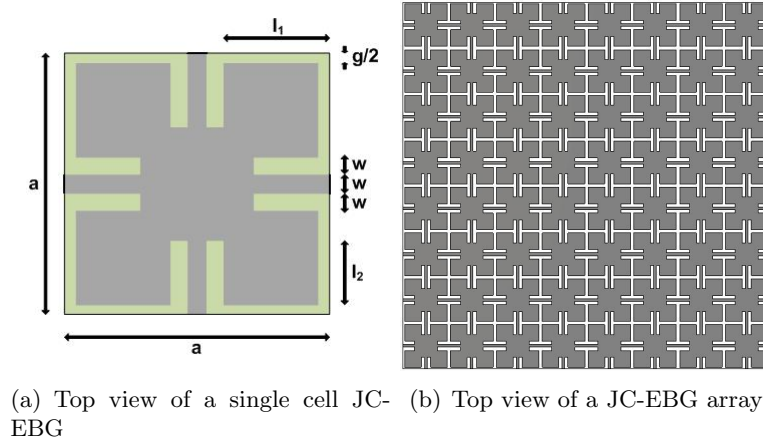 l₁
g/2
a
w
w
w
l₂
a
(a) Top view of a single cell JC-
EBG
(b) Top view of a JC-EBG array